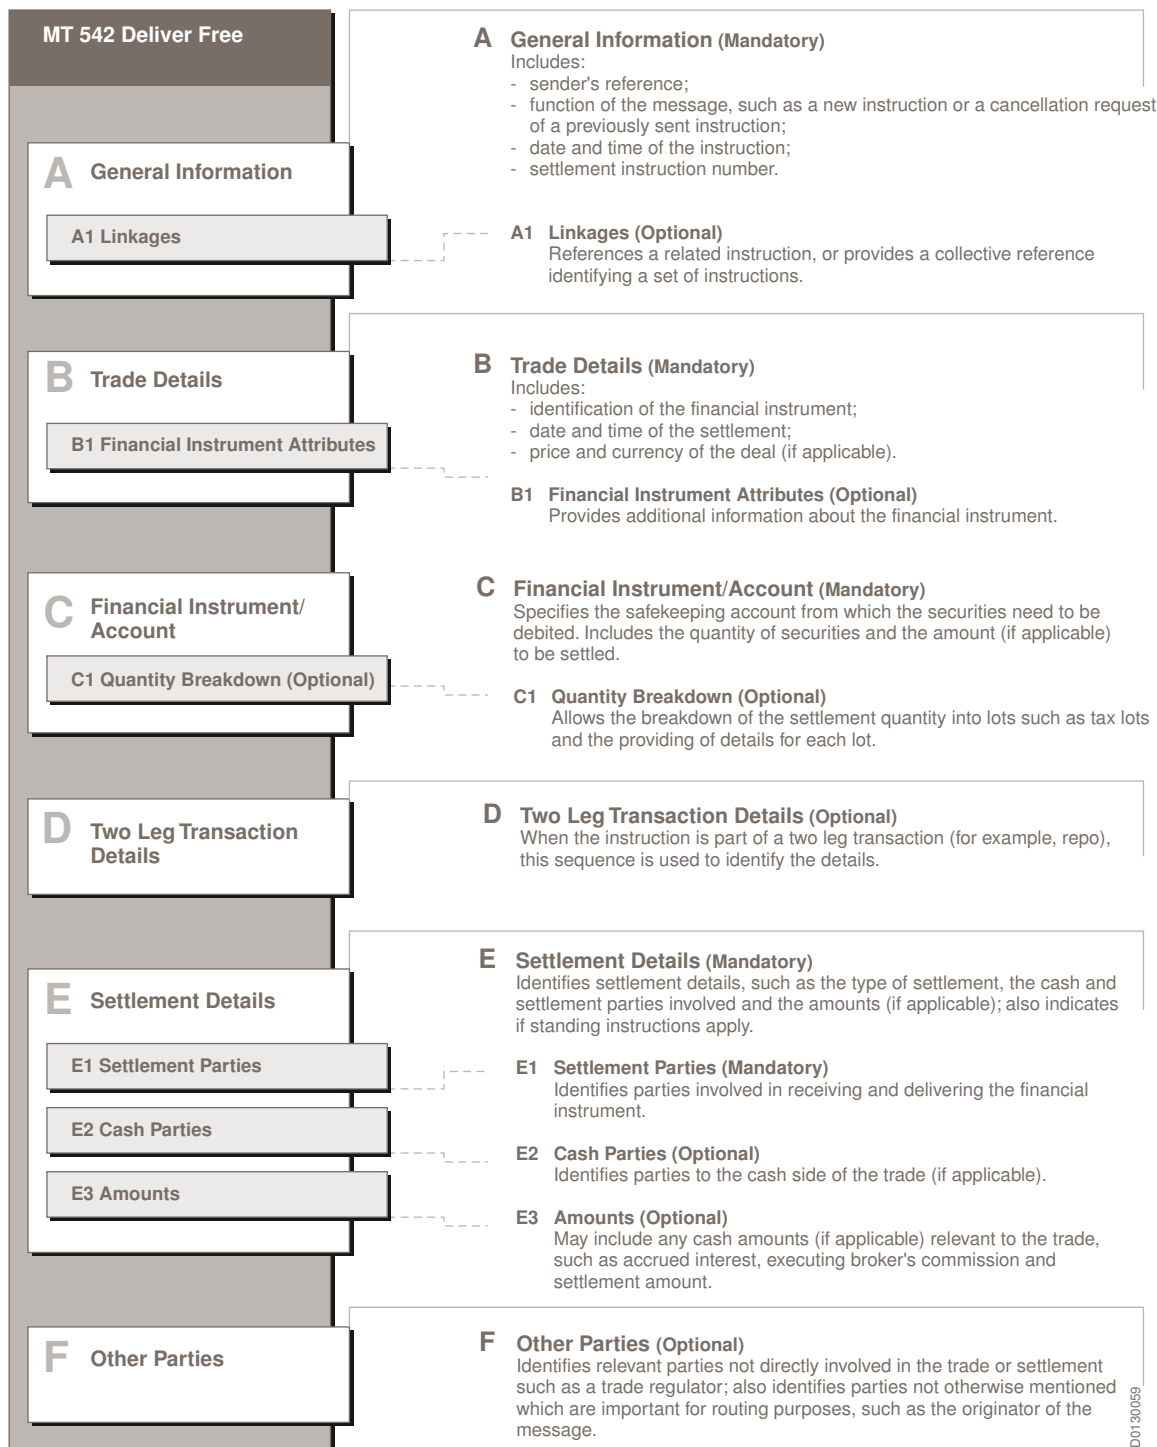 MT 542 Deliver Free
A General Information
A1 Linkages
B Trade Details
B1 Financial Instrument Attributes
C Financial Instrument/
Account
C1 Quantity Breakdown (Optional)
D Two Leg Transaction
Details
E Settlement Details
E1 Settlement Parties
E2 Cash Parties
E3 Amounts
F Other Parties
A General Information (Mandatory)
Includes:
- sender's reference;
- function of the message, such as a new instruction or a cancellation request
of a previously sent instruction;
- date and time of the instruction;
- settlement instruction number.
A1 Linkages (Optional)
References a related instruction, or provides a collective reference
identifying a set of instructions.
B Trade Details (Mandatory)
Includes:
- identification of the financial instrument;
- date and time of the settlement;
- price and currency of the deal (if applicable).
B1 Financial Instrument Attributes (Optional)
Provides additional information about the financial instrument.
C Financial Instrument/Account (Mandatory)
Specifies the safekeeping account from which the securities need to be
debited. Includes the quantity of securities and the amount (if applicable)
to be settled.
C1 Quantity Breakdown (Optional)
Allows the breakdown of the settlement quantity into lots such as tax lots
and the providing of details for each lot.
D Two Leg Transaction Details (Optional)
When the instruction is part of a two leg transaction (for example, repo),
this sequence is used to identify the details.
E Settlement Details (Mandatory)
Identifies settlement details, such as the type of settlement, the cash and
settlement parties involved and the amounts (if applicable); also indicates
if standing instructions apply.
E1 Settlement Parties (Mandatory)
Identifies parties involved in receiving and delivering the financial
instrument.
E2 Cash Parties (Optional)
Identifies parties to the cash side of the trade (if applicable).
E3 Amounts (Optional)
May include any cash amounts (if applicable) relevant to the trade,
such as accrued interest, executing broker's commission and
settlement amount.
F Other Parties (Optional)
Identifies relevant parties not directly involved in the trade or settlement
such as a trade regulator; also identifies parties not otherwise mentioned
which are important for routing purposes, such as the originator of the
message.
D0130059